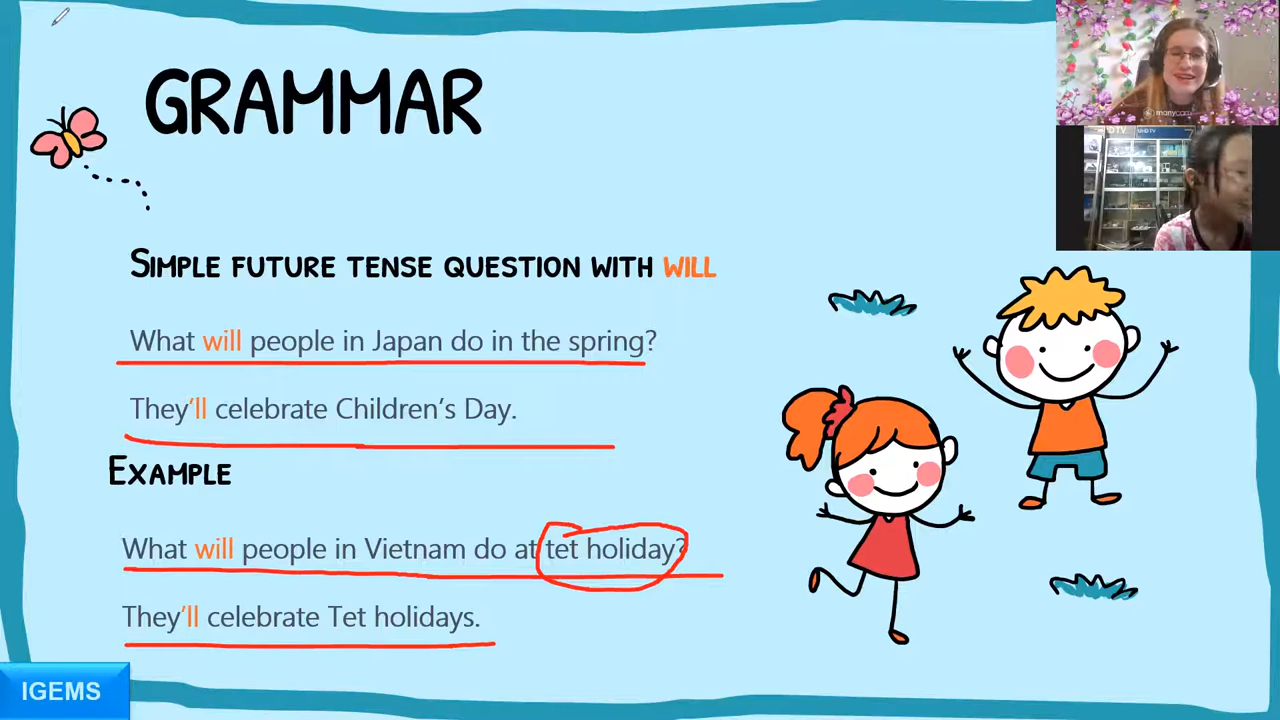 GRAMMAR
SIMPLE FUTURE TENSE QUESTION WITH WILL
What will people in Japan do in the spring?
They'll celebrate Children's Day.
EXAMPLE
What will people in Vietnam do at tet holiday?
They'll celebrate Tet holidays.
IGEMS
manycam